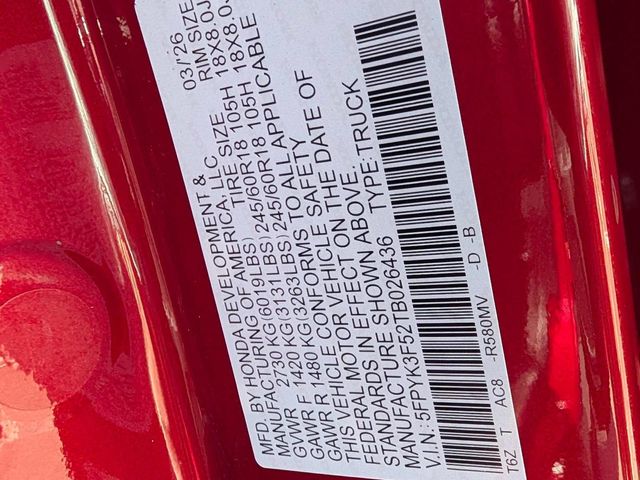 MFD. BY HONDA DEVELOPMENT & 03/'26
MANUFACTURING OF AMERICA, LLC
TIRE SIZE RIM SIZE
GVWR 2730 KG(6019LBS)
GAWR F 1420 KG(3131LBS) 245/60R18 105H 18X8.0J
GAWR R 1480 KG(3263LBS) 245/60R18 105H 18X8.0J
THIS VEHICLE CONFORMS TO ALL APPLICABLE
FEDERAL MOTOR VEHICLE SAFETY
STANDARDS IN EFFECT ON THE DATE OF
MANUFACTURE SHOWN ABOVE.
V.I.N: 5FPYK3F52TB026436 TYPE: TRUCK
T6Z T AC8 -R580MV -D -B